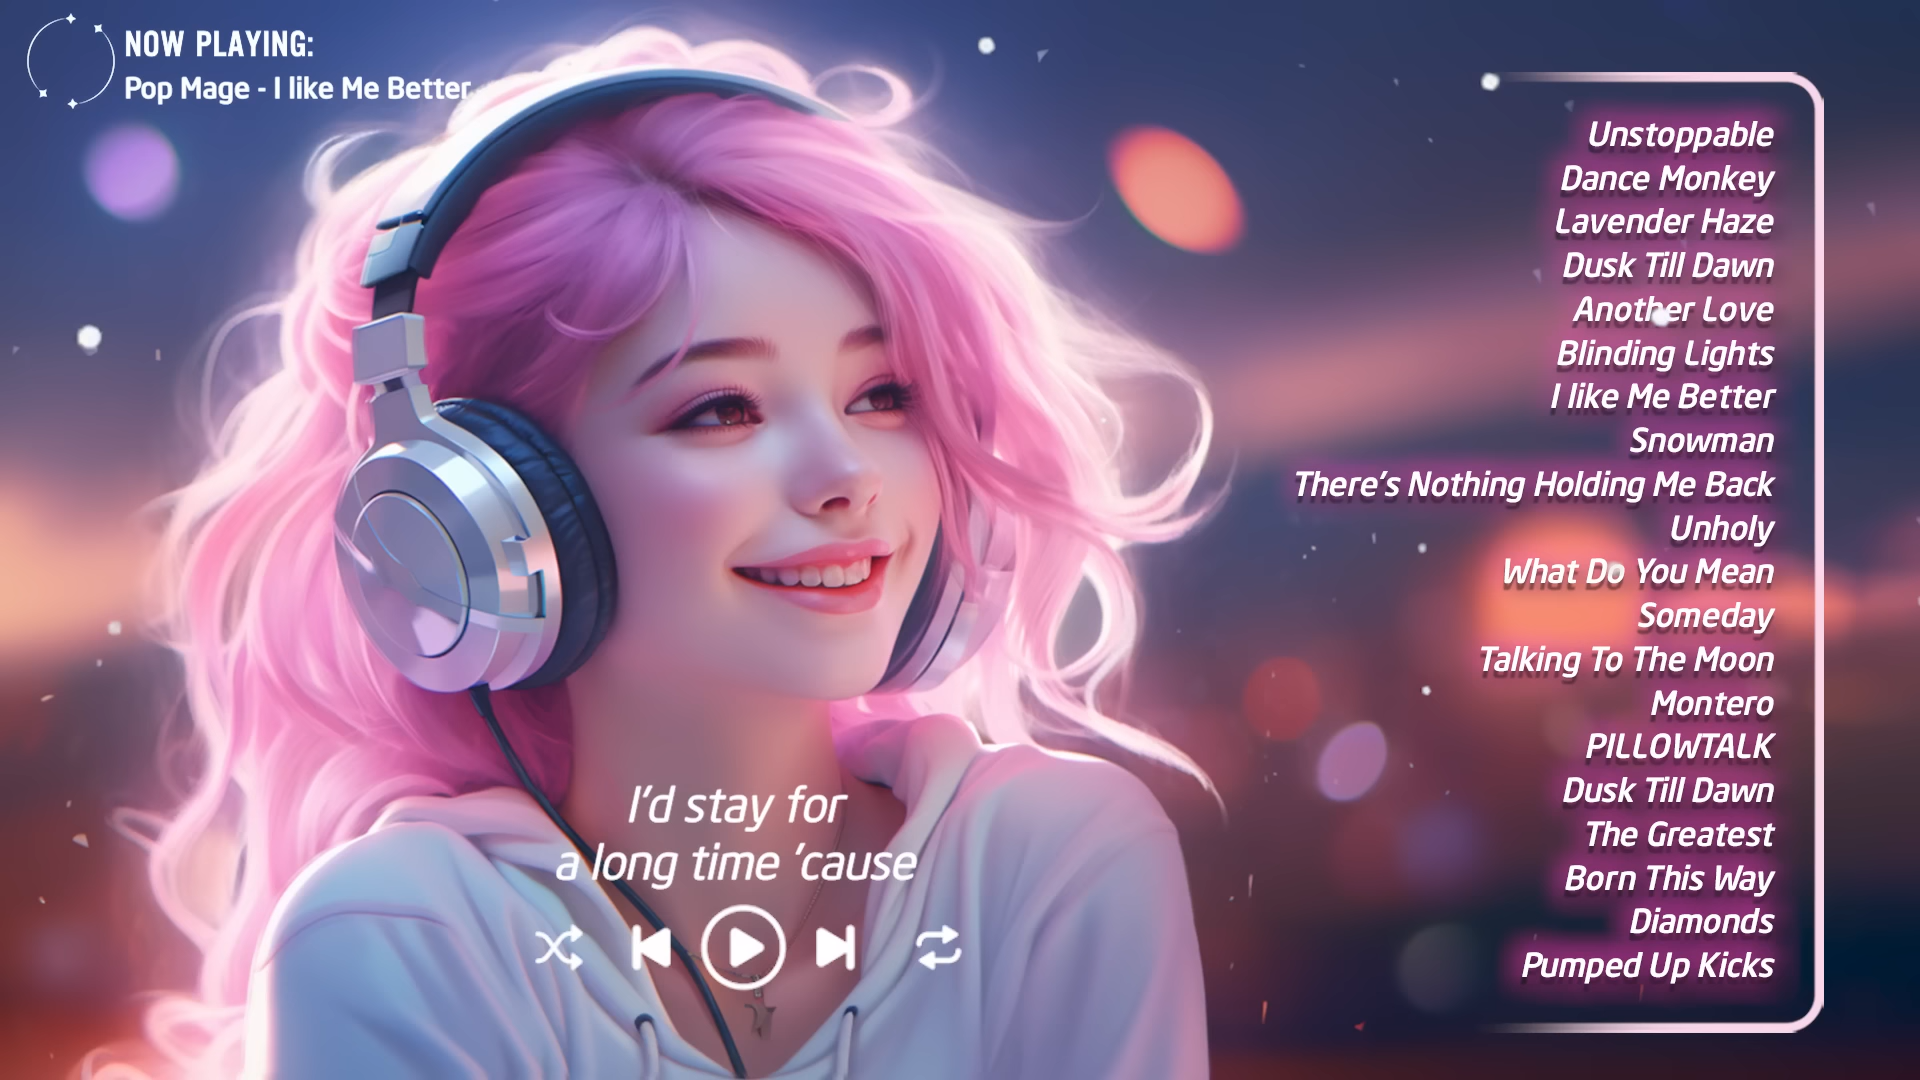 NOW PLAYING:
Pop Mage - I like Me Better
Unstoppable
Dance Monkey
Lavender Haze
Dusk Till Dawn
Another Love
Blinding Lights
I like Me Better
Snowman
There's Nothing Holding Me Back
Unholy
What Do You Mean
Someday
Talking To The Moon
Montero
PILLOWTALK
Dusk Till Dawn
The Greatest
Born This Way
Diamonds
Pumped Up Kicks
I'd stay for
a long time 'cause